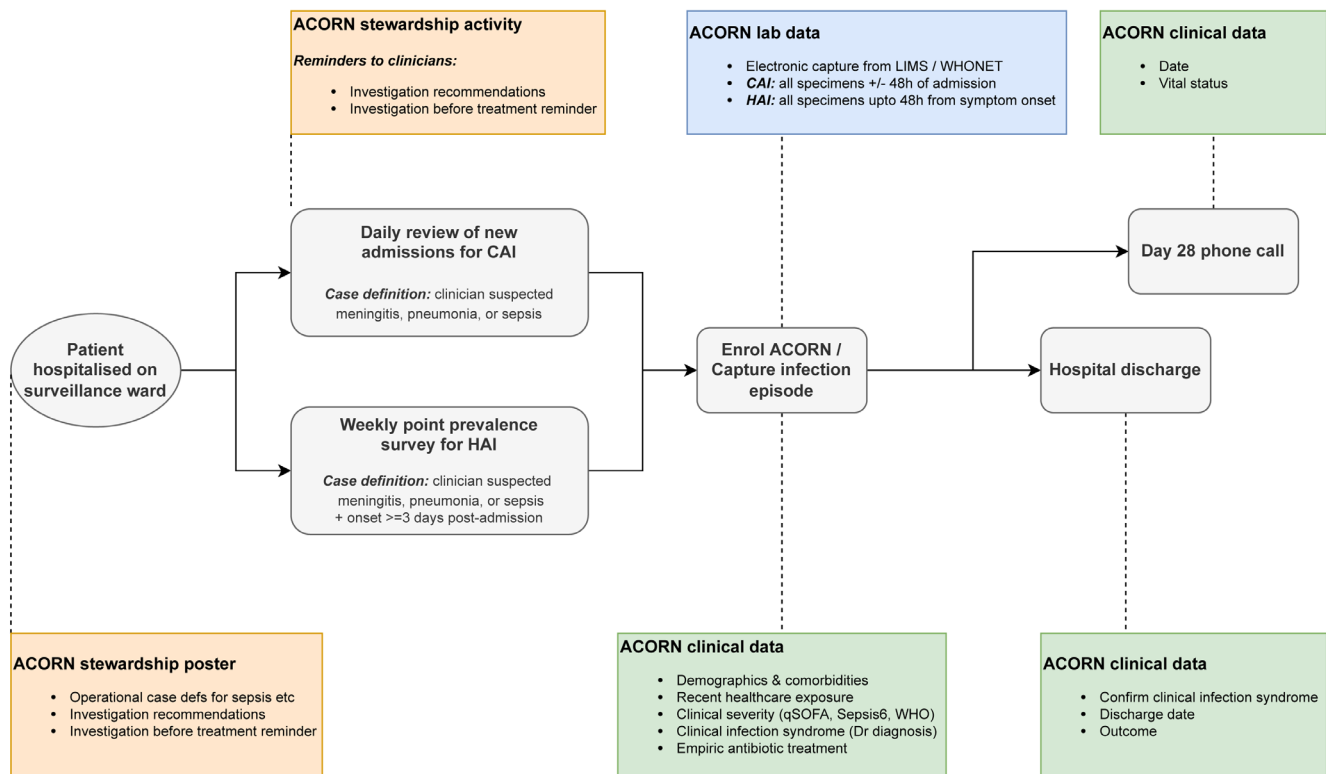 ACORN stewardship activity
Reminders to clinicians:
• Investigation recommendations
• Investigation before treatment reminder
ACORN lab data
• Electronic capture from LIMS / WHONET
• CAI: all specimens +/- 48h of admission
• HAI: all specimens upto 48h from symptom onset
ACORN clinical data
• Date
• Vital status
Daily review of new
admissions for CAI
Case definition: clinician suspected
meningitis, pneumonia, or sepsis
Day 28 phone call
Patient
hospitalised on
surveillance ward
Enrol ACORN /
Capture infection
episode
Hospital discharge
Weekly point prevalence
survey for HAI
Case definition: clinician suspected
meningitis, pneumonia, or sepsis
+ onset >=3 days post-admission
ACORN stewardship poster
• Operational case defs for sepsis etc
• Investigation recommendations
• Investigation before treatment reminder
ACORN clinical data
• Demographics & comorbidities
• Recent healthcare exposure
• Clinical severity (qSOFA, Sepsis6, WHO)
• Clinical infection syndrome (Dr diagnosis)
• Empiric antibiotic treatment
ACORN clinical data
• Confirm clinical infection syndrome
• Discharge date
• Outcome